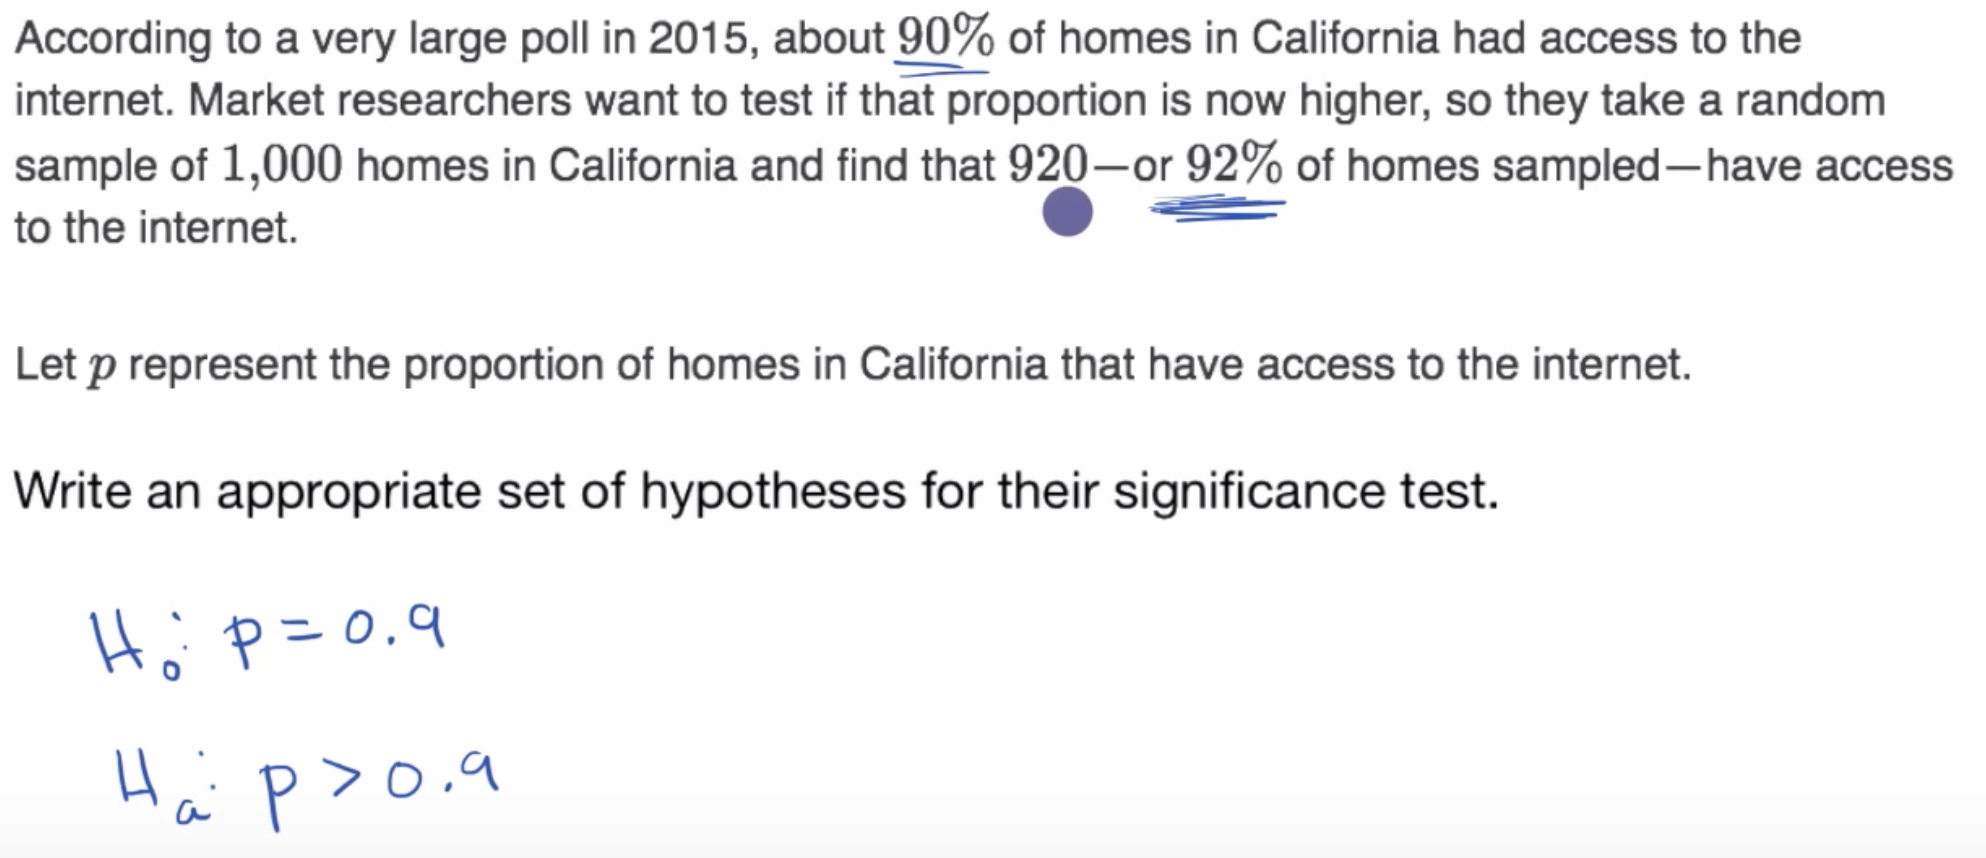 According to a very large poll in 2015, about 90% of homes in California had access to the
internet. Market researchers want to test if that proportion is now higher, so they take a random
sample of 1,000 homes in California and find that 920—or 92% of homes sampled—have access
to the internet.
Let p represent the proportion of homes in California that have access to the internet.
Write an appropriate set of hypotheses for their significance test.
H₀: p = 0.9
Hₐ: p > 0.9